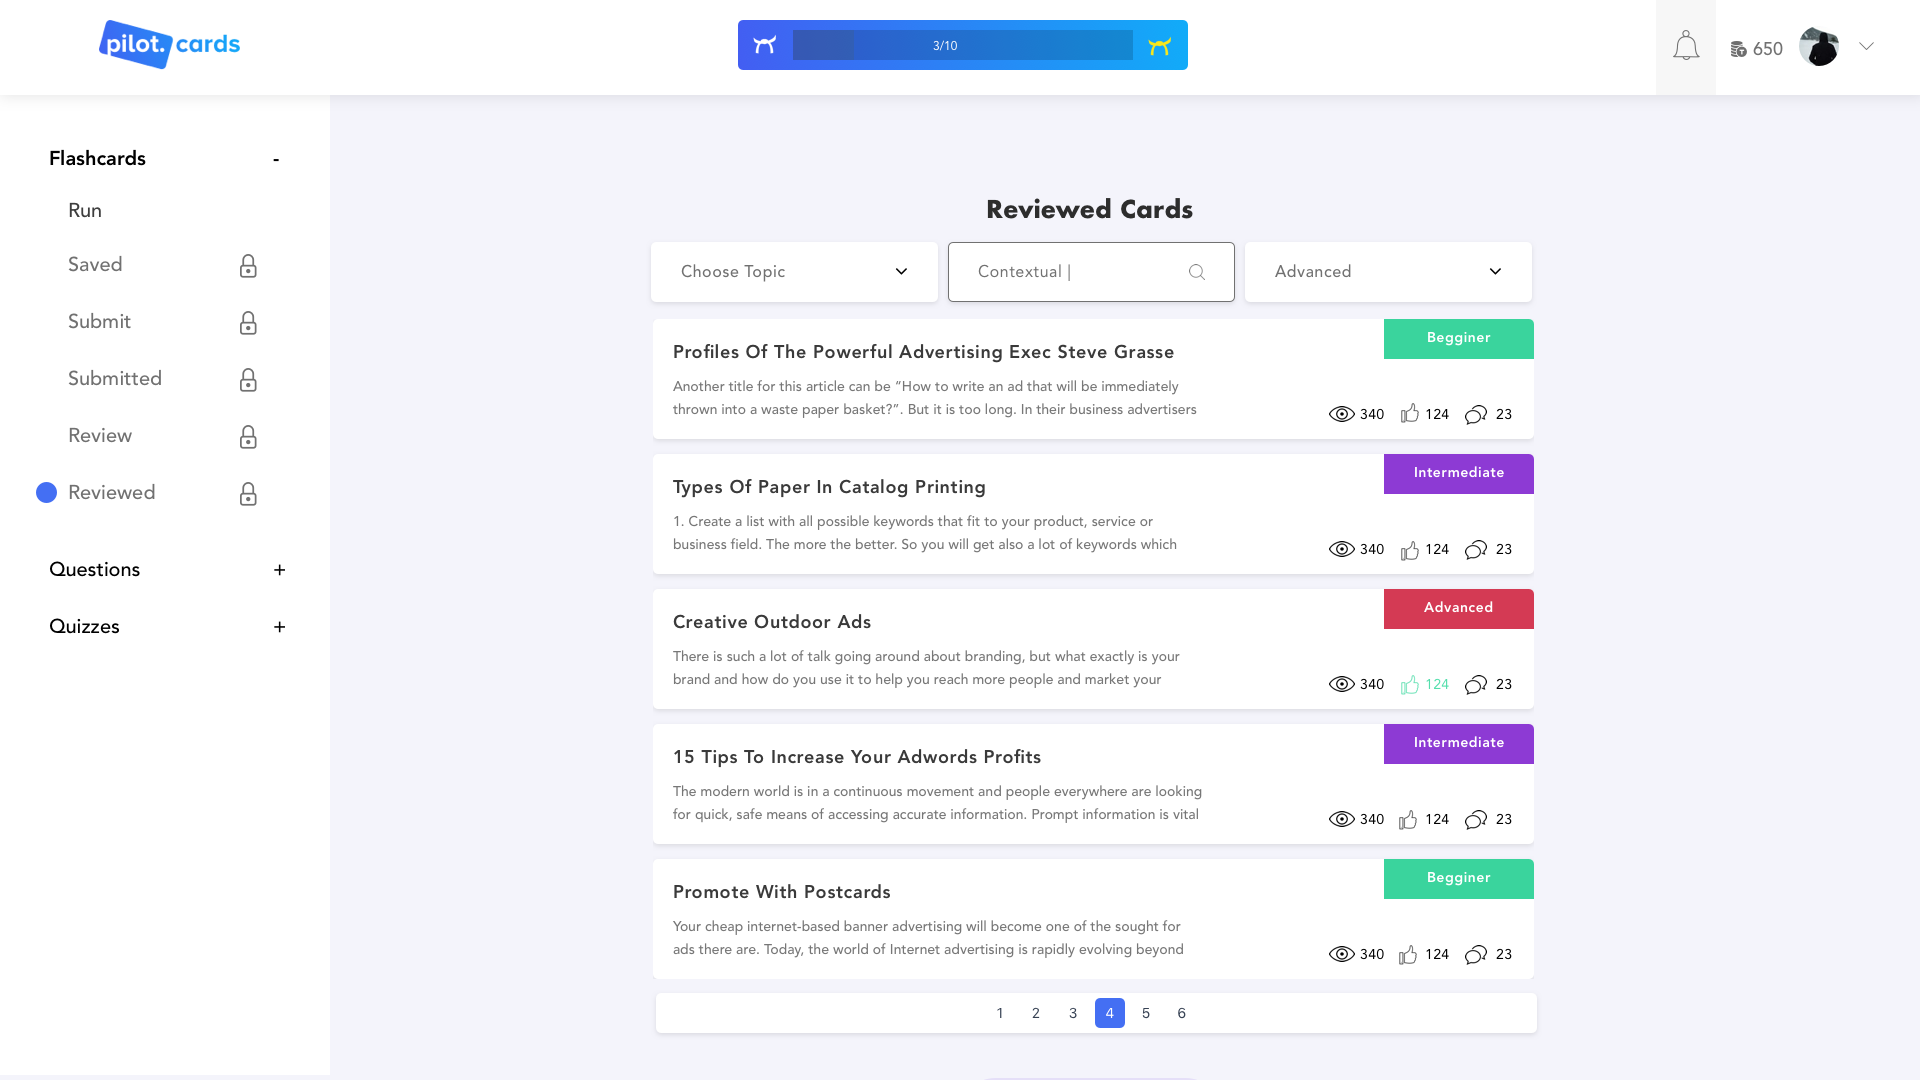 pilot. cards
3/10
650
Flashcards -
Run
Saved
Submit
Submitted
Review
Reviewed
Questions +
Quizzes +
Reviewed Cards
Choose Topic
Contextual |
Advanced
Begginer
Profiles Of The Powerful Advertising Exec Steve Grasse
Another title for this article can be “How to write an ad that will be immediately
thrown into a waste paper basket?”. But it is too long. In their business advertisers
340 124 23
Intermediate
Types Of Paper In Catalog Printing
1. Create a list with all possible keywords that fit to your product, service or
business field. The more the better. So you will get also a lot of keywords which
340 124 23
Advanced
Creative Outdoor Ads
There is such a lot of talk going around about branding, but what exactly is your
brand and how do you use it to help you reach more people and market your
340 124 23
Intermediate
15 Tips To Increase Your Adwords Profits
The modern world is in a continuous movement and people everywhere are looking
for quick, safe means of accessing accurate information. Prompt information is vital
340 124 23
Begginer
Promote With Postcards
Your cheap internet-based banner advertising will become one of the sought for
ads there are. Today, the world of Internet advertising is rapidly evolving beyond
340 124 23
1 2 3 4 5 6